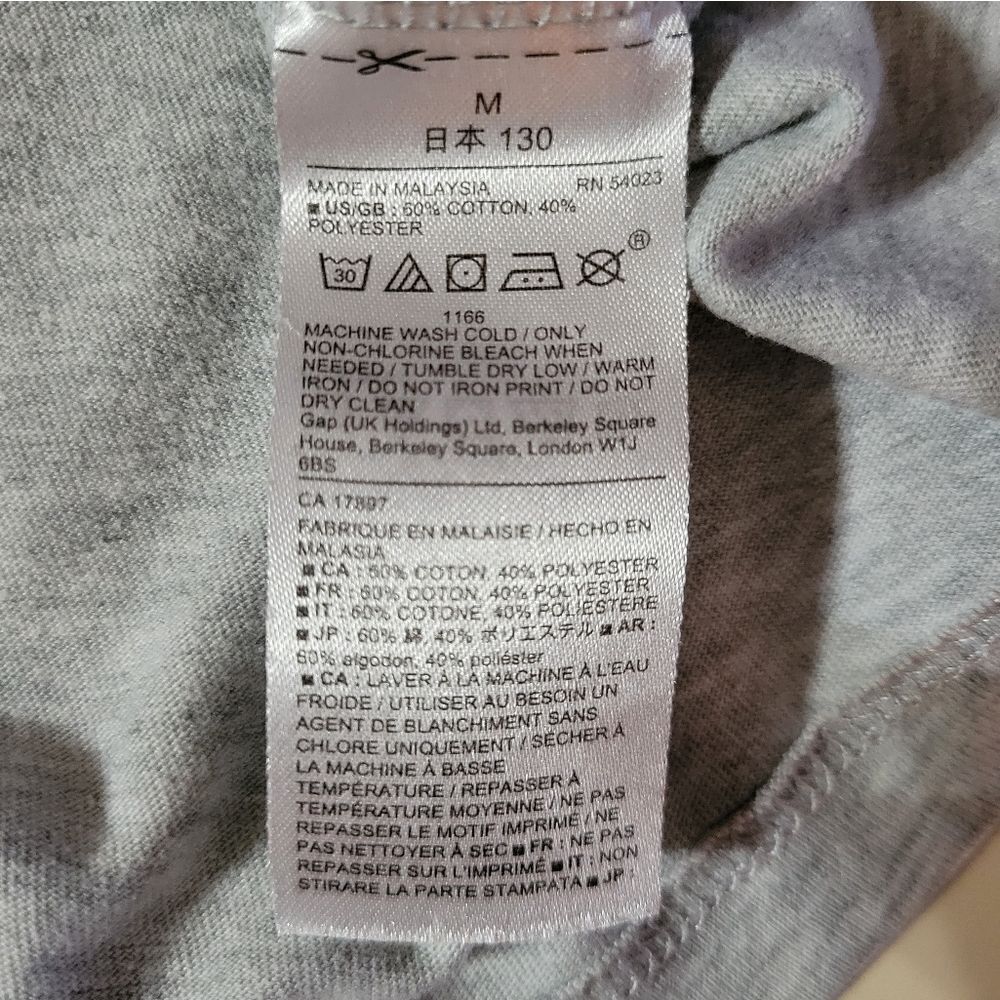 M
日本 130
MADE IN MALAYSIA RN 54023
■ US/GB : 60% COTTON, 40%
POLYESTER
30
®
1166
MACHINE WASH COLD / ONLY
NON-CHLORINE BLEACH WHEN
NEEDED / TUMBLE DRY LOW / WARM
IRON / DO NOT IRON PRINT / DO NOT
DRY CLEAN
Gap (UK Holdings) Ltd, Berkeley Square
House, Berkeley Square, London W1J
6BS
CA 17897
FABRIQUE EN MALAISIE / HECHO EN
MALASIA
■ CA : 60% COTON, 40% POLYESTER
■ FR : 60% COTON, 40% POLYESTER
■ IT : 60% COTONE, 40% POLIESTERE
■ JP : 60% 綿, 40% ポリエステル ■ AR :
60% algodon, 40% poliéster
■ CA : LAVER À LA MACHINE À L'EAU
FROIDE / UTILISER AU BESOIN UN
AGENT DE BLANCHIMENT SANS
CHLORE UNIQUEMENT / SÉCHER À
LA MACHINE À BASSE
TEMPÉRATURE / REPASSER À
TEMPÉRATURE MOYENNE / NE PAS
REPASSER LE MOTIF IMPRIMÉ / NE
PAS NETTOYER À SEC ■ FR : NE PAS
REPASSER SUR L'IMPRIMÉ ■ IT : NON
STIRARE LA PARTE STAMPATA ■ JP :